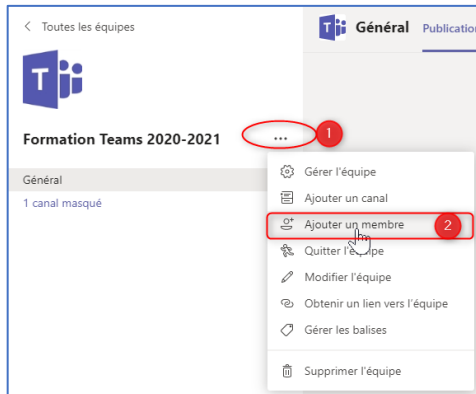 < Toutes les équipes
T
T
Général Publication
Formation Teams 2020-2021 ... 1
Général
1 canal masqué
Gérer l'équipe
Ajouter un canal
Ajouter un membre 2
Quitter l'équipe
Modifier l'équipe
Obtenir un lien vers l'équipe
Gérer les balises
Supprimer l'équipe